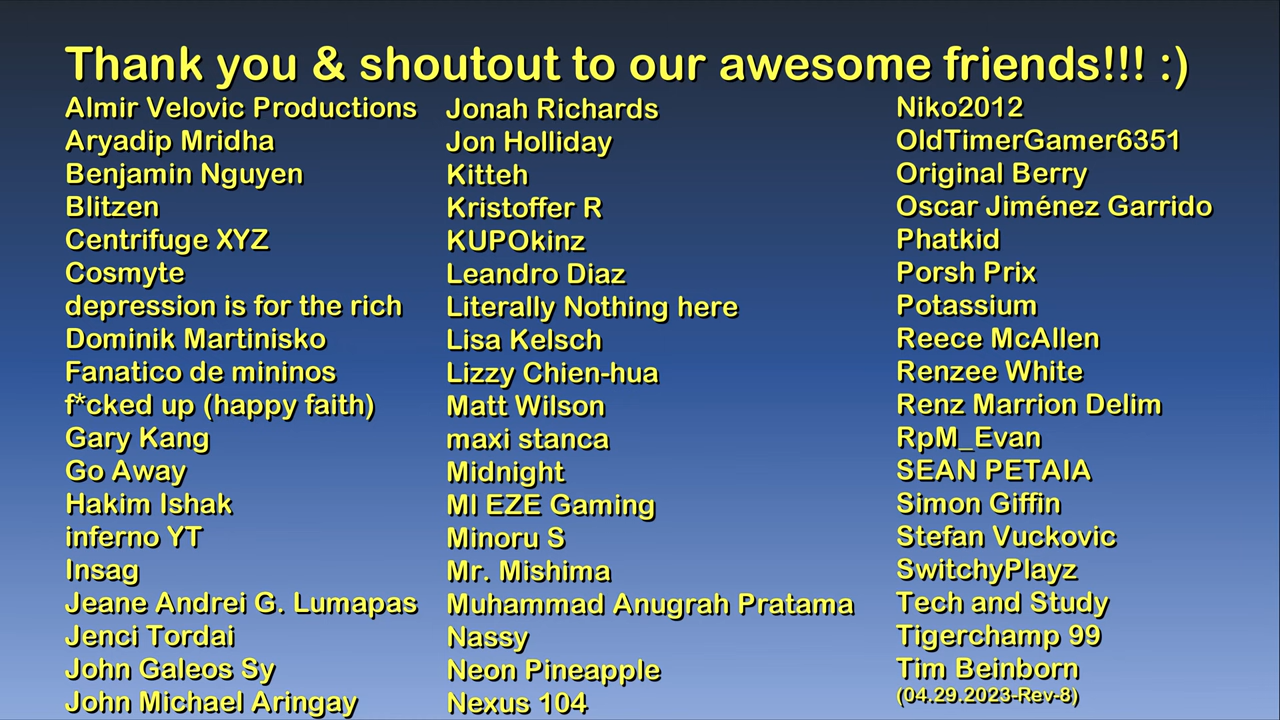 Thank you & shoutout to our awesome friends!!! :)
Almir Velovic Productions
Aryadip Mridha
Benjamin Nguyen
Blitzen
Centrifuge XYZ
Cosmyte
depression is for the rich
Dominik Martinisko
Fanatico de mininos
f*cked up (happy faith)
Gary Kang
Go Away
Hakim Ishak
inferno YT
Insag
Jeane Andrei G. Lumapas
Jenci Tordai
John Galeos Sy
John Michael Aringay
Jonah Richards
Jon Holliday
Kitteh
Kristoffer R
KUPOkinz
Leandro Diaz
Literally Nothing here
Lisa Kelsch
Lizzy Chien-hua
Matt Wilson
maxi stanca
Midnight
MI EZE Gaming
Minoru S
Mr. Mishima
Muhammad Anugrah Pratama
Nassy
Neon Pineapple
Nexus 104
Niko2012
OldTimerGamer6351
Original Berry
Oscar Jiménez Garrido
Phatkid
Porsh Prix
Potassium
Reece McAllen
Renzee White
Renz Marrion Delim
RpM_Evan
SEAN PETAIA
Simon Giffin
Stefan Vuckovic
SwitchyPlayz
Tech and Study
Tigerchamp 99
Tim Beinborn
(04.29.2023-Rev-8)